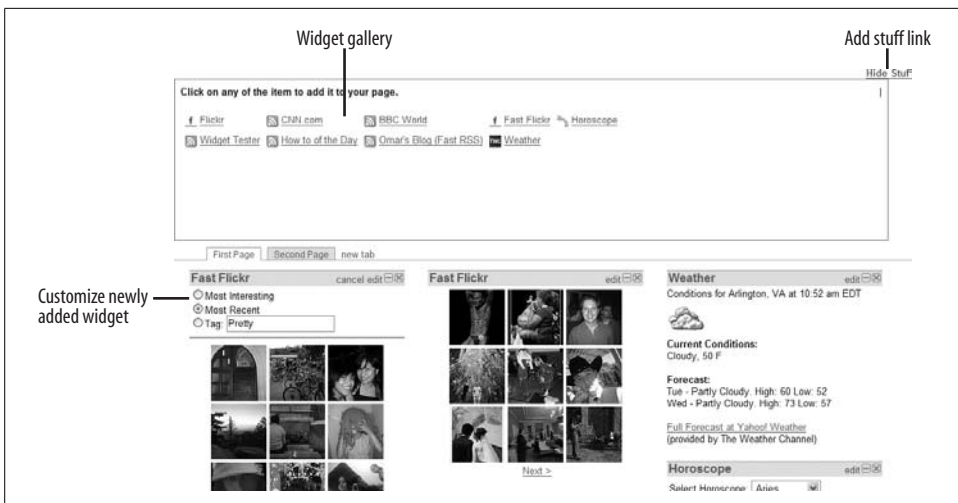 Widget gallery
Add stuff link
Hide Stuff
Click on any of the item to add it to your page.
Flickr CNN.com BBC World Fast Flickr Horoscope
Widget Tester How to of the Day Omar's Blog (Fast RSS) Weather
First Page Second Page new tab
Fast Flickr cancel edit
Customize newly
added widget
Most Interesting
Most Recent
Tag: Pretty
Fast Flickr edit
Next >
Weather edit
Conditions for Arlington, VA at 10:52 am EDT
Current Conditions:
Cloudy, 50 F
Forecast:
Tue - Partly Cloudy. High: 60 Low: 52
Wed - Partly Cloudy. High: 73 Low: 57
Full Forecast at Yahoo! Weather
(provided by The Weather Channel)
Horoscope edit
Select Horoscope: Aries